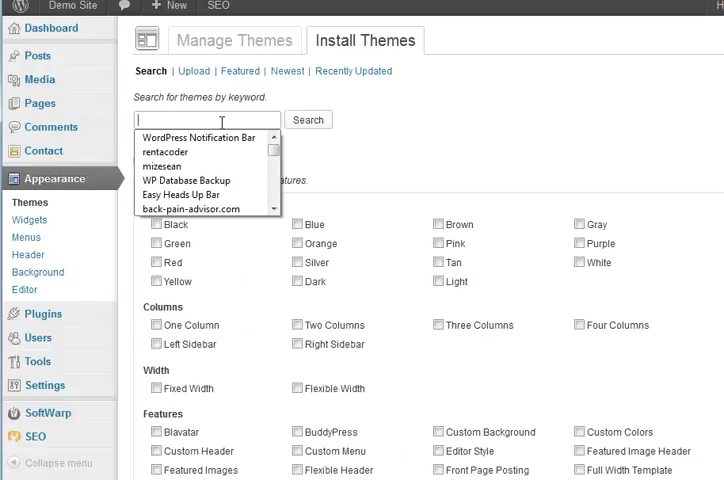 Demo Site New SEO H
Dashboard
Posts
Media
Pages
Comments
Contact
Appearance
Themes
Widgets
Menus
Header
Background
Editor
Plugins
Users
Tools
Settings
SoftWarp
SEO
Collapse menu
Manage Themes Install Themes
Search | Upload | Featured | Newest | Recently Updated
Search for themes by keyword.
Search
WordPress Notification Bar
rentacoder
mizesean
WP Database Backup
Easy Heads Up Bar
back-pain-advisor.com
features.
Black Blue Brown Gray
Green Orange Pink Purple
Red Silver Tan White
Yellow Dark Light
Columns
One Column Two Columns Three Columns Four Columns
Left Sidebar Right Sidebar
Width
Fixed Width Flexible Width
Features
Blavatar BuddyPress Custom Background Custom Colors
Custom Header Custom Menu Editor Style Featured Image Header
Featured Images Flexible Header Front Page Posting Full Width Template